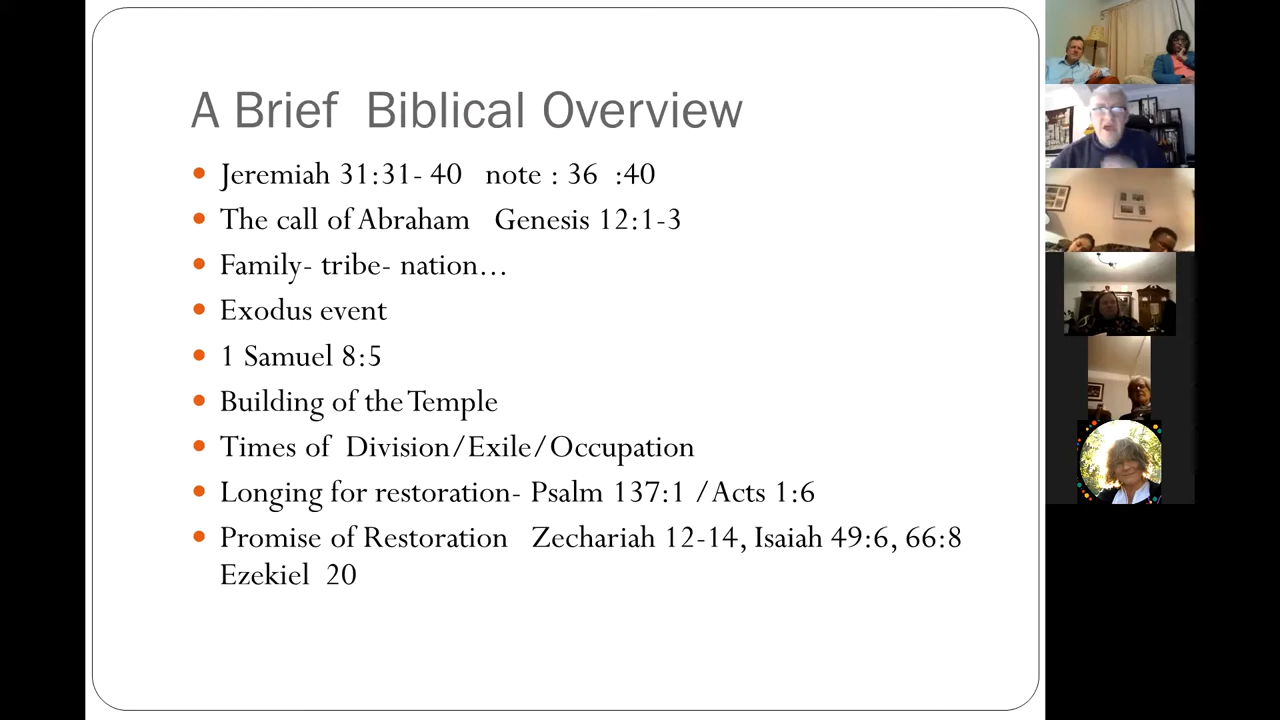 A Brief  Biblical Overview
• Jeremiah 31:31- 40   note : 36  :40
• The call of Abraham   Genesis 12:1-3
• Family- tribe- nation...
• Exodus event
• 1 Samuel 8:5
• Building of the Temple
• Times of  Division/Exile/Occupation
• Longing for restoration- Psalm 137:1 /Acts 1:6
• Promise of Restoration   Zechariah 12-14, Isaiah 49:6, 66:8
Ezekiel  20